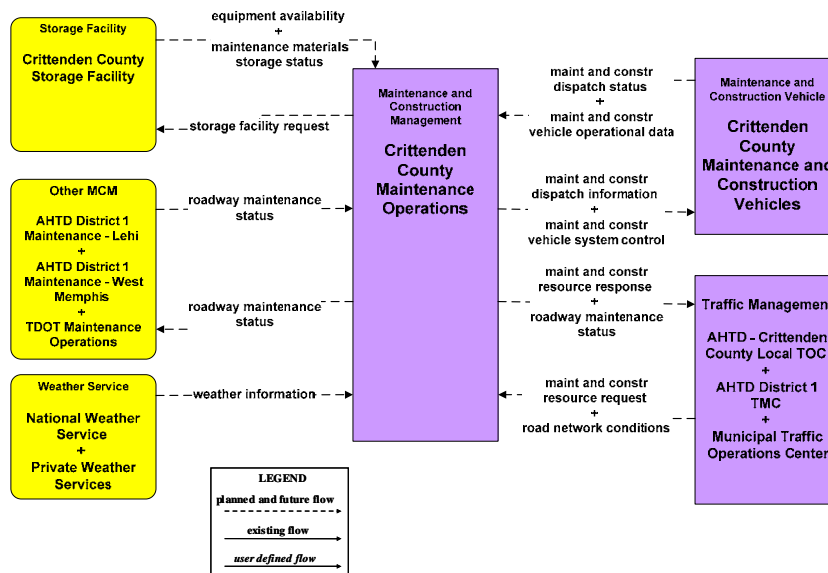 Storage Facility
Crittenden County
Storage Facility
equipment availability
+
maintenance materials
storage status
storage facility request
Other MCM
AHTD District 1
Maintenance - Lehi
+
AHTD District 1
Maintenance - West
Memphis
+
TDOT Maintenance
Operations
roadway maintenance
status
roadway maintenance
status
Weather Service
National Weather
Service
+
Private Weather
Services
weather information
Maintenance and
Construction
Management
Crittenden
County
Maintenance
Operations
maint and constr
dispatch status
+
maint and constr
vehicle operational data
maint and constr
dispatch information
+
maint and constr
vehicle system control
Maintenance and
Construction Vehicle
Crittenden
County
Maintenance and
Construction
Vehicles
maint and constr
resource response
+
roadway maintenance
status
maint and constr
resource request
+
road network conditions
Traffic Management
AHTD - Crittenden
County Local TOC
+
AHTD District 1
TMC
+
Municipal Traffic
Operations Center
LEGEND
planned and future flow
existing flow
user defined flow